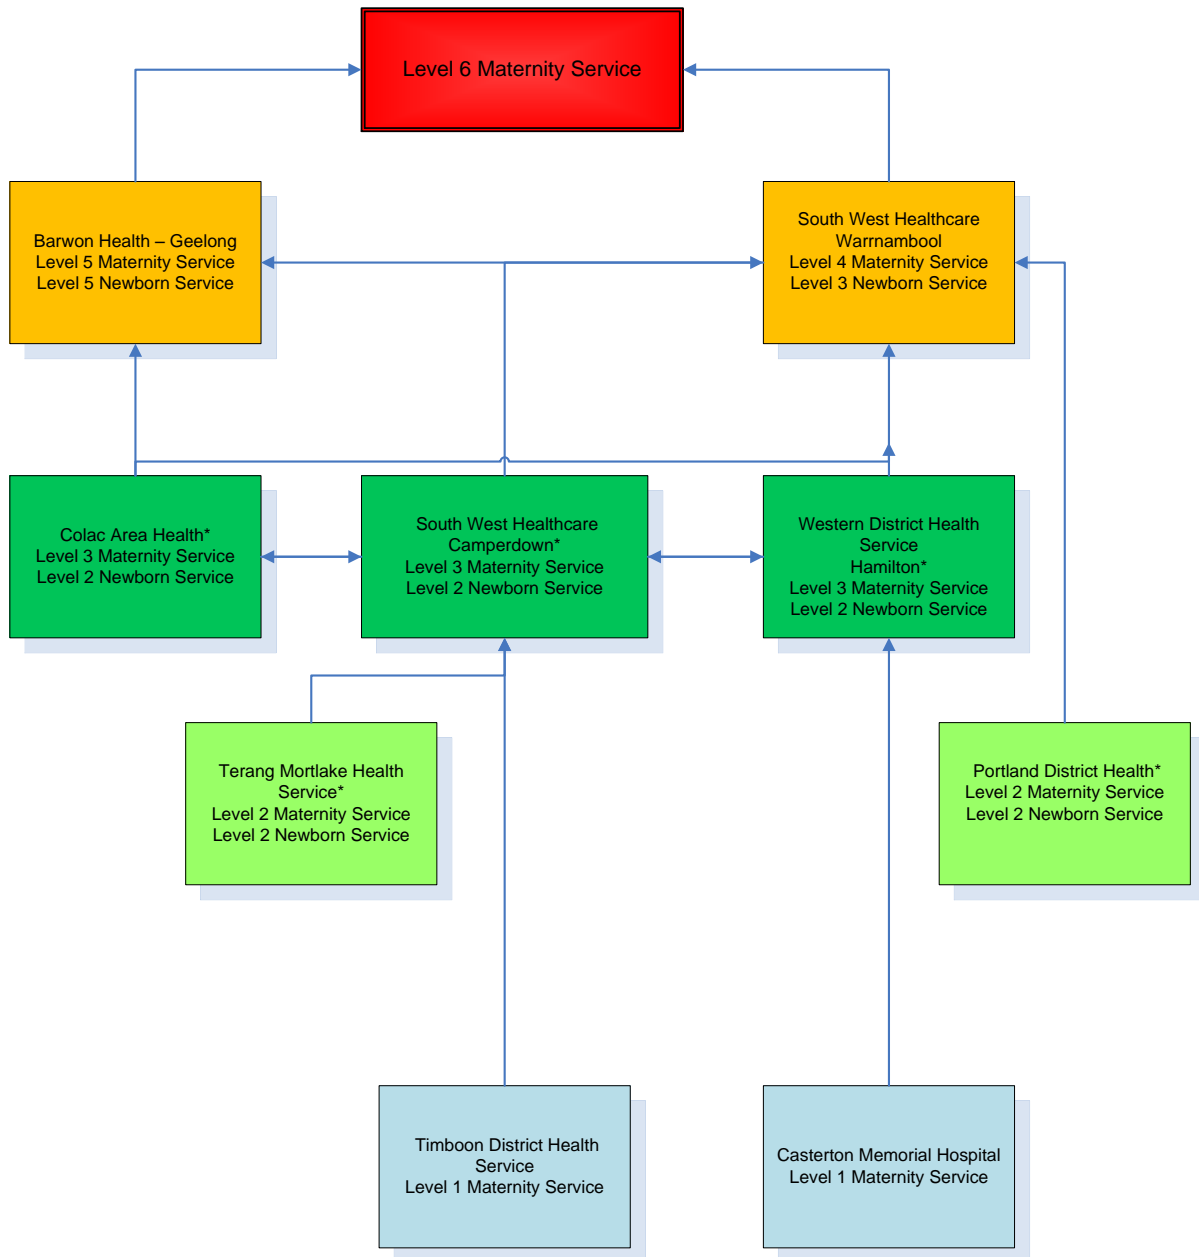 Level 6 Maternity Service
Barwon Health – Geelong
Level 5 Maternity Service
Level 5 Newborn Service
South West Healthcare
Warrnambool
Level 4 Maternity Service
Level 3 Newborn Service
Colac Area Health*
Level 3 Maternity Service
Level 2 Newborn Service
South West Healthcare
Camperdown*
Level 3 Maternity Service
Level 2 Newborn Service
Western District Health
Service
Hamilton*
Level 3 Maternity Service
Level 2 Newborn Service
Terang Mortlake Health
Service*
Level 2 Maternity Service
Level 2 Newborn Service
Portland District Health*
Level 2 Maternity Service
Level 2 Newborn Service
Timboon District Health
Service
Level 1 Maternity Service
Casterton Memorial Hospital
Level 1 Maternity Service